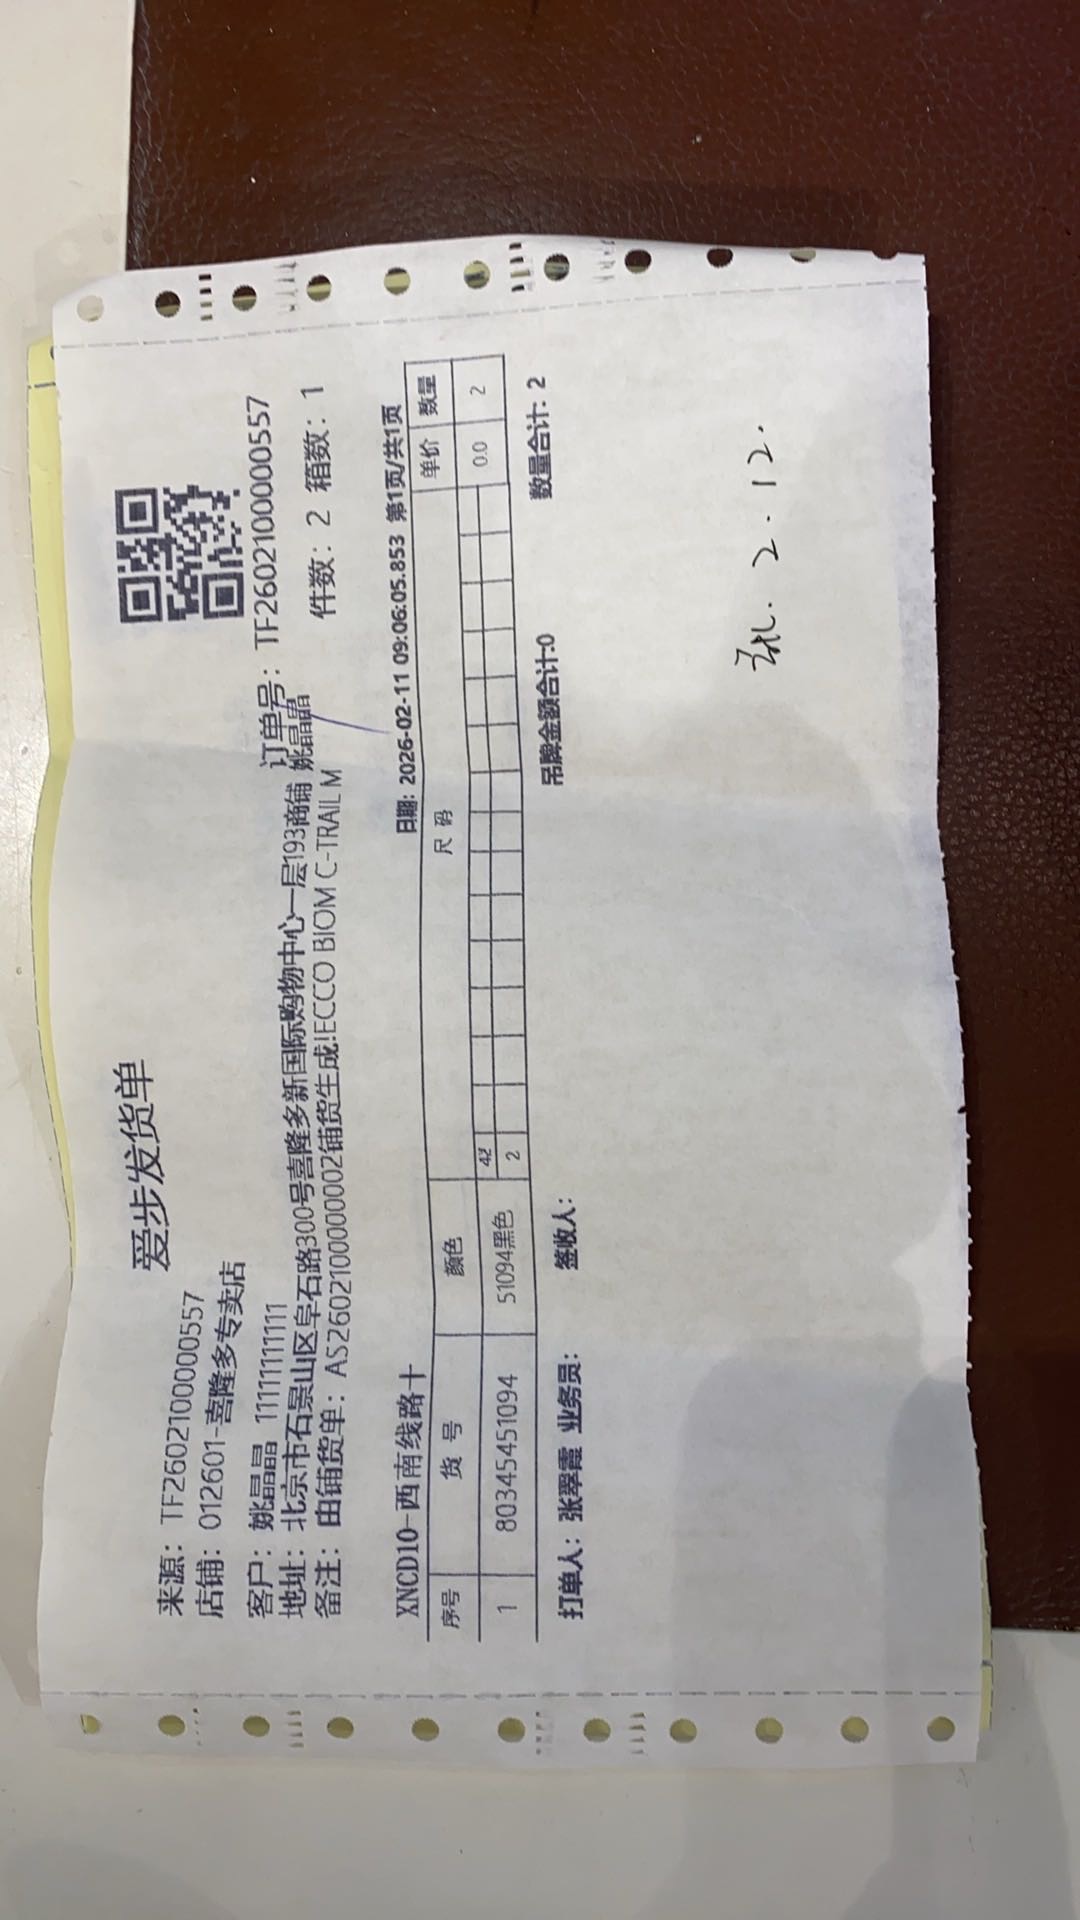 爱步发货单
来源：TF260210000000557
店铺：012601-喜隆多专卖店
订单号：TF260210000000557
客户：姚晶晶 11111111111
件数：2 箱数：1
地址：北京市石景山区阜石路300号喜隆多新国际购物中心一层193商铺 姚晶晶
备注：由铺货单：AS260210000000002铺货生成!ECCO BIOM C-TRAIL M
XNCD10-西南线路十 日期：2026-02-11 09:06:05.853 第1页/共1页
序号 货号 颜色 尺码 单价 数量
42
1 80345451094 51094黑色 2 0.0 2
打单人：张翠霞 业务员： 签收人： 吊牌金额合计:0 数量合计：2
2.12.